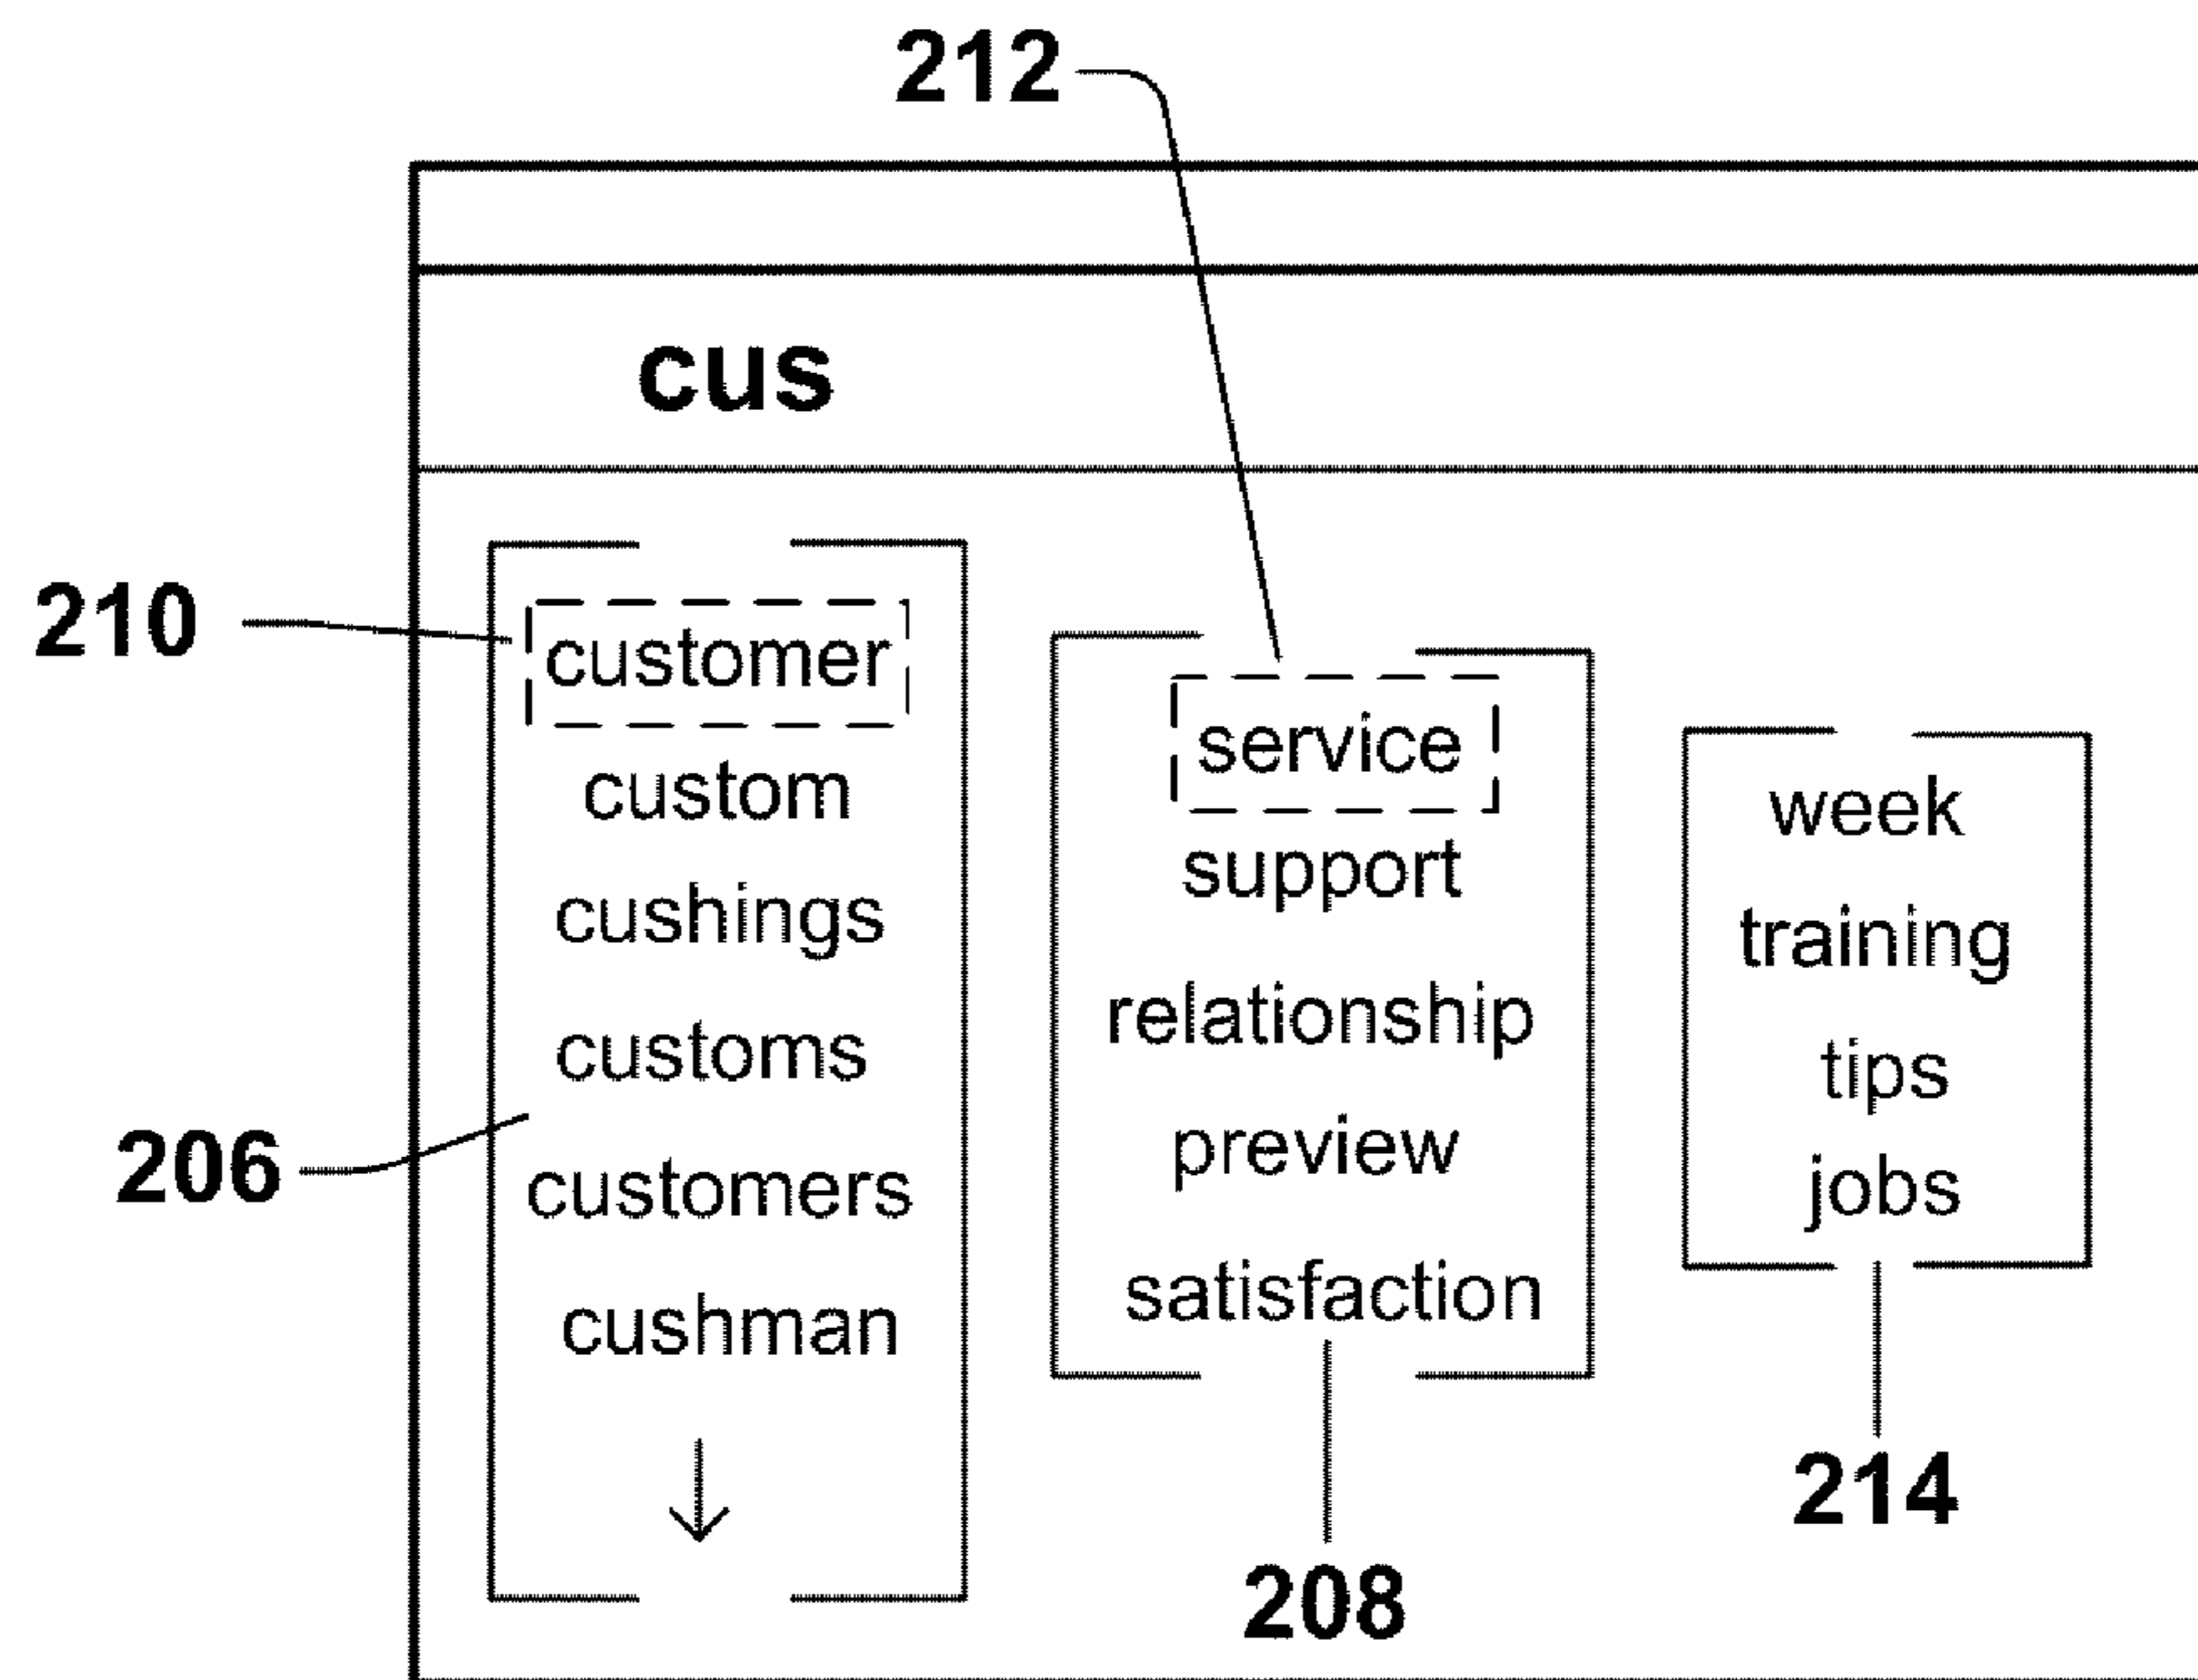 212
cus
210
customer
custom
cushings
customs
customers
cushman
206
service
support
relationship
preview
satisfaction
208
week
training
tips
jobs
214